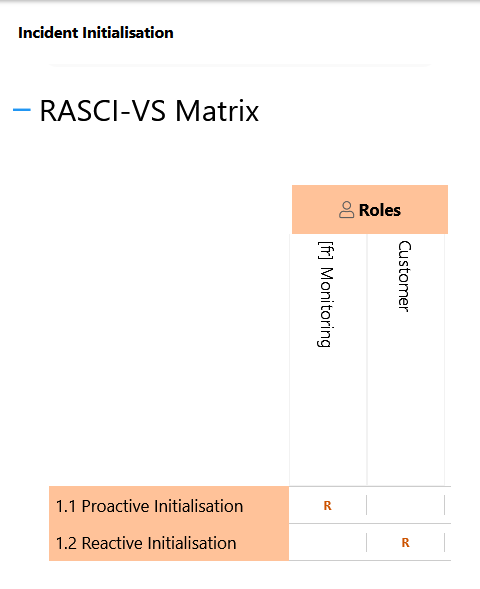 Incident Initialisation
RASCI-VS Matrix
Roles
[fr] Monitoring
Customer
1.1 Proactive Initialisation
R
1.2 Reactive Initialisation
R